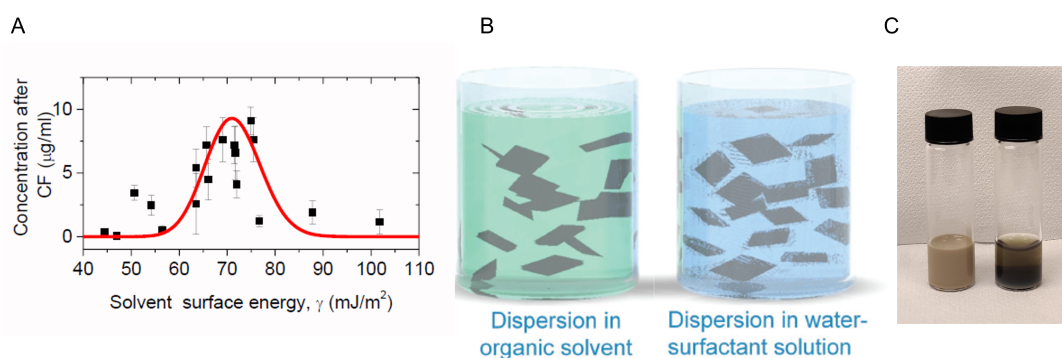 A
B
C
Concentration after
CF (μg/ml)
10
5
0
40 50 60 70 80 90 100 110
Solvent surface energy, γ (mJ/m²)
Dispersion in
organic solvent
Dispersion in water-
surfactant solution